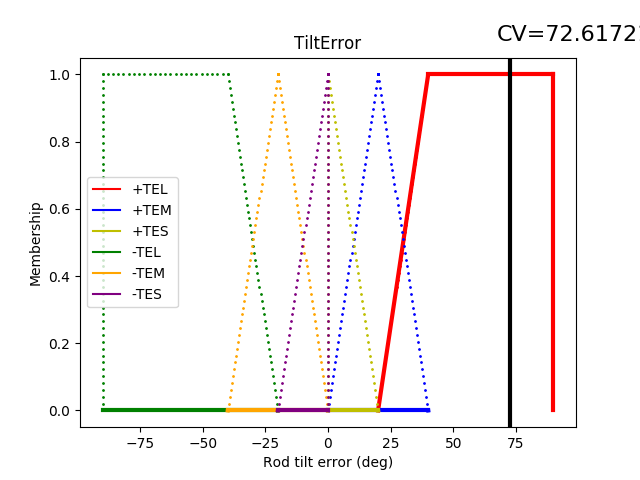 CV=72.6172
TiltError
1.0
0.8
0.6
0.4
0.2
0.0
Membership
+TEL
+TEM
+TES
-TEL
-TEM
-TES
−75
−50
−25
0
25
50
75
Rod tilt error (deg)